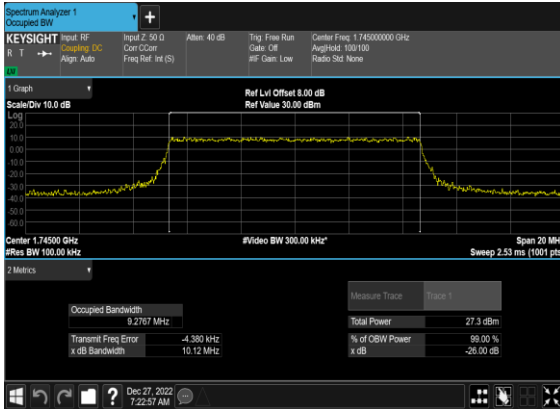 Spectrum Analyzer 1
Occupied BW
+
KEYSIGHT
R T
Input: RF
Coupling: DC
Align: Auto
Input Z: 50 Ω
Corr CCorr
Freq Ref: Int (S)
Atten: 40 dB
Trig: Free Run
Gate: Off
#IF Gain: Low
Center Freq: 1.745000000 GHz
Avg|Hold: 100/100
Radio Std: None
1 Graph
Scale/Div 10.0 dB
Ref Lvl Offset 8.00 dB
Ref Value 30.00 dBm
Log
20.0
10.0
0.00
-10.0
-20.0
-30.0
-40.0
-50.0
-60.0
Center 1.74500 GHz
#Res BW 100.00 kHz
#Video BW 300.00 kHz*
Span 20 MH
Sweep 2.53 ms (1001 pts
2 Metrics
Measure Trace
Trace 1
Occupied Bandwidth
9.2767 MHz
Total Power
27.3 dBm
Transmit Freq Error
-4.380 kHz
% of OBW Power
99.00 %
x dB Bandwidth
10.12 MHz
x dB
-26.00 dB
?
Dec 27, 2022
7:22:57 AM